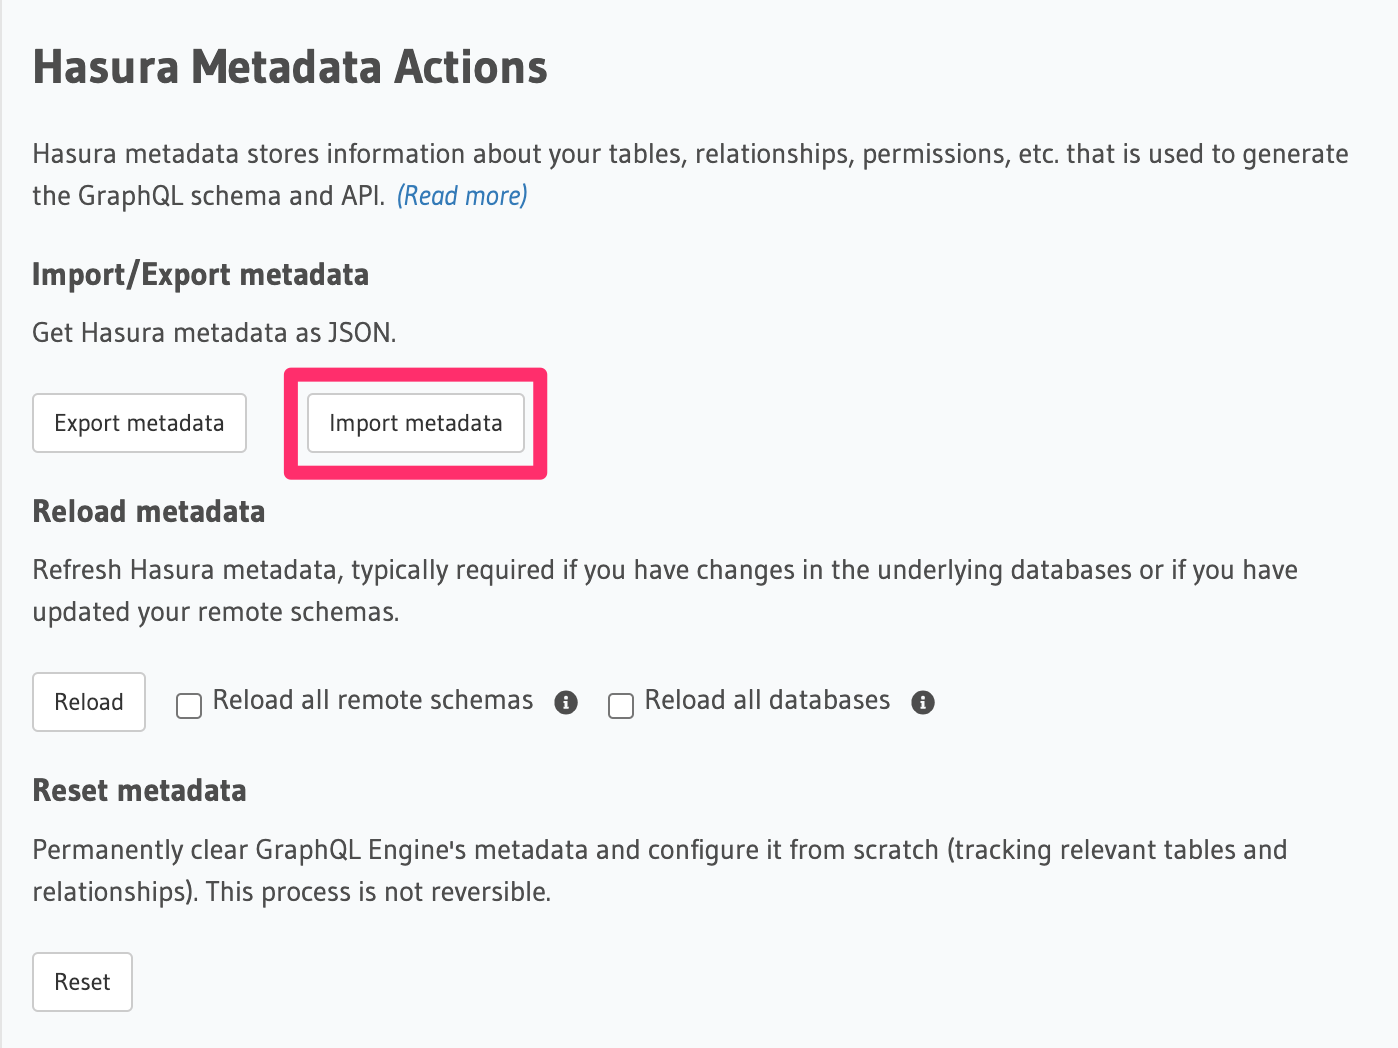 Hasura Metadata Actions
Hasura metadata stores information about your tables, relationships, permissions, etc. that is used to generate
the GraphQL schema and API. (Read more)
Import/Export metadata
Get Hasura metadata as JSON.
Export metadata
Import metadata
Reload metadata
Refresh Hasura metadata, typically required if you have changes in the underlying databases or if you have
updated your remote schemas.
Reload
Reload all remote schemas
Reload all databases
Reset metadata
Permanently clear GraphQL Engine's metadata and configure it from scratch (tracking relevant tables and
relationships). This process is not reversible.
Reset